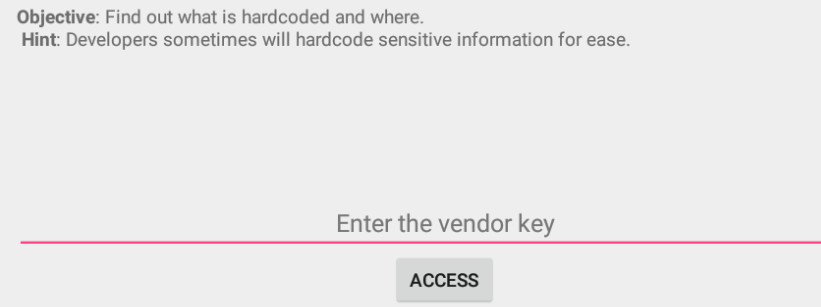 Objective: Find out what is hardcoded and where.
Hint: Developers sometimes will hardcode sensitive information for ease.
Enter the vendor key
ACCESS